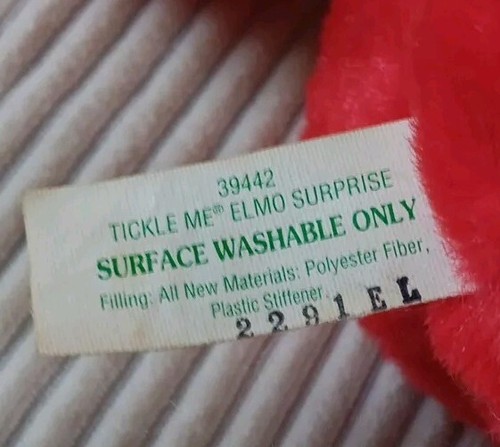 39442
TICKLE ME® ELMO SURPRISE
SURFACE WASHABLE ONLY
Filling: All New Materials: Polyester Fiber,
Plastic Stiffener
2291EL